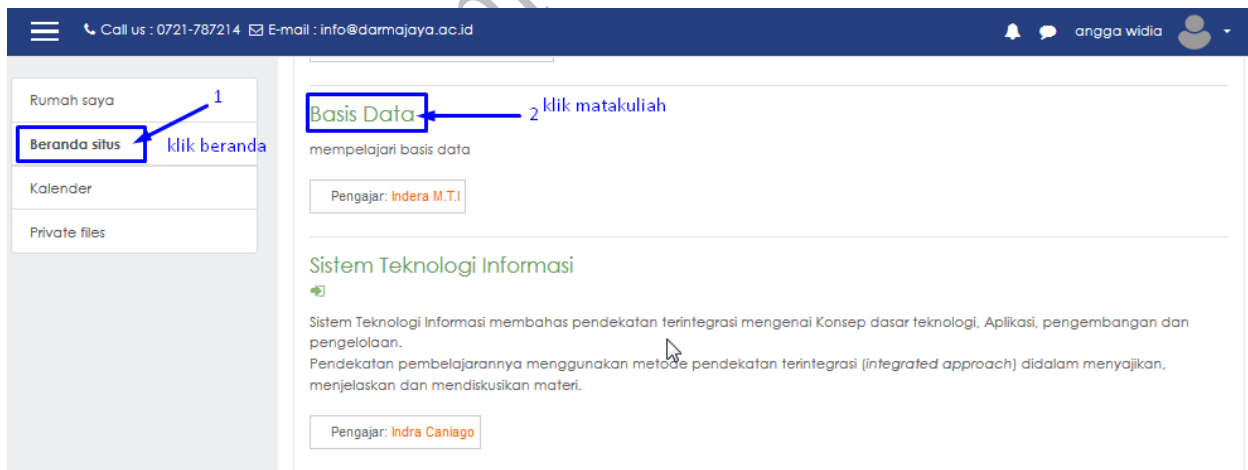 Call us : 0721-787214 E-mail : info@darmajaya.ac.id
angga widia
Rumah saya
1
Beranda situs
klik beranda
Kalender
Private files
Basis Data
2 klik matakuliah
mempelajari basis data
Pengajar: Indera M.T.I
Sistem Teknologi Informasi
Sistem Teknologi Informasi membahas pendekatan terintegrasi mengenai Konsep dasar teknologi, Aplikasi, pengembangan dan
pengelolaan.
Pendekatan pembelajarannya menggunakan metode pendekatan terintegrasi (integrated approach) didalam menyajikan,
menjelaskan dan mendiskusikan materi.
Pengajar: Indra Caniago